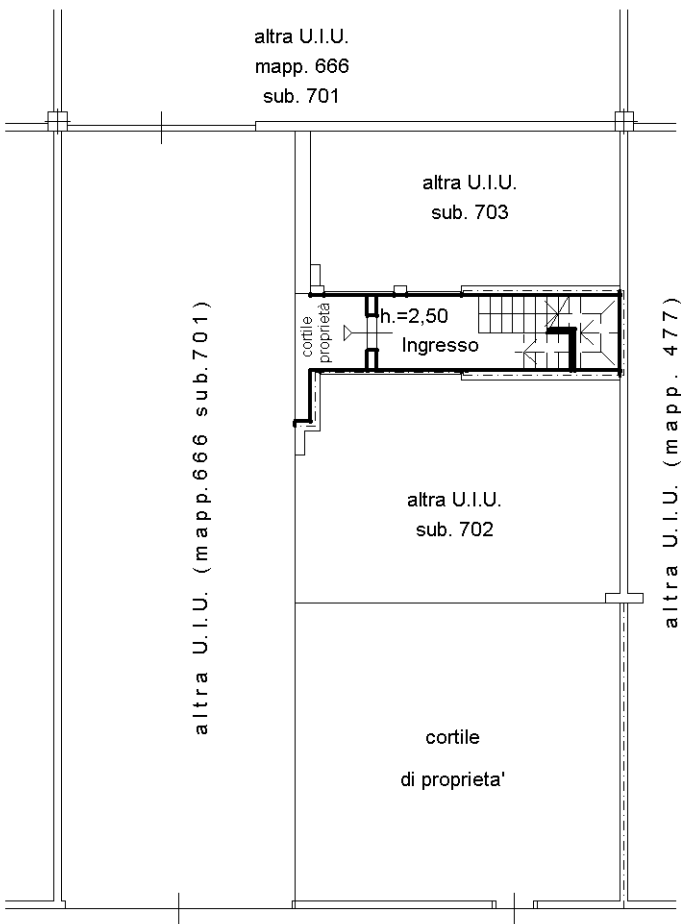 altra U.I.U.
mapp. 666
sub. 701
altra U.I.U.
sub. 703
cortile
proprietà
h.=2,50
Ingresso
altra U.I.U. (mapp.666 sub.701)
altra U.I.U. (mapp. 477)
altra U.I.U.
sub. 702
cortile
di proprieta'